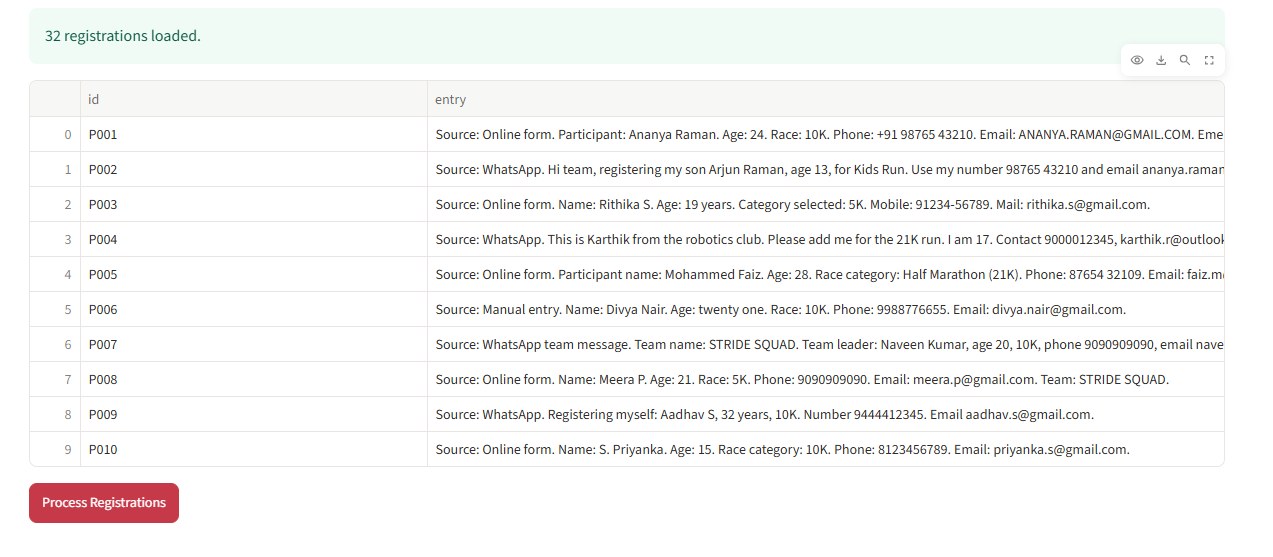 32 registrations loaded.
id entry
0 P001 Source: Online form. Participant: Ananya Raman. Age: 24. Race: 10K. Phone: +91 98765 43210. Email: ANANYA.RAMAN@GMAIL.COM. Eme
1 P002 Source: WhatsApp. Hi team, registering my son Arjun Raman, age 13, for Kids Run. Use my number 98765 43210 and email ananya.raman
2 P003 Source: Online form. Name: Rithika S. Age: 19 years. Category selected: 5K. Mobile: 91234-56789. Mail: rithika.s@gmail.com.
3 P004 Source: WhatsApp. This is Karthik from the robotics club. Please add me for the 21K run. I am 17. Contact 9000012345, karthik.r@outlook
4 P005 Source: Online form. Participant name: Mohammed Faiz. Age: 28. Race category: Half Marathon (21K). Phone: 87654 32109. Email: faiz.m
5 P006 Source: Manual entry. Name: Divya Nair. Age: twenty one. Race: 10K. Phone: 9988776655. Email: divya.nair@gmail.com.
6 P007 Source: WhatsApp team message. Team name: STRIDE SQUAD. Team leader: Naveen Kumar, age 20, 10K, phone 9090909090, email nave
7 P008 Source: Online form. Name: Meera P. Age: 21. Race: 5K. Phone: 9090909090. Email: meera.p@gmail.com. Team: STRIDE SQUAD.
8 P009 Source: WhatsApp. Registering myself: Aadhav S, 32 years, 10K. Number 9444412345. Email aadhav.s@gmail.com.
9 P010 Source: Online form. Name: S. Priyanka. Age: 15. Race category: 10K. Phone: 8123456789. Email: priyanka.s@gmail.com.
Process Registrations